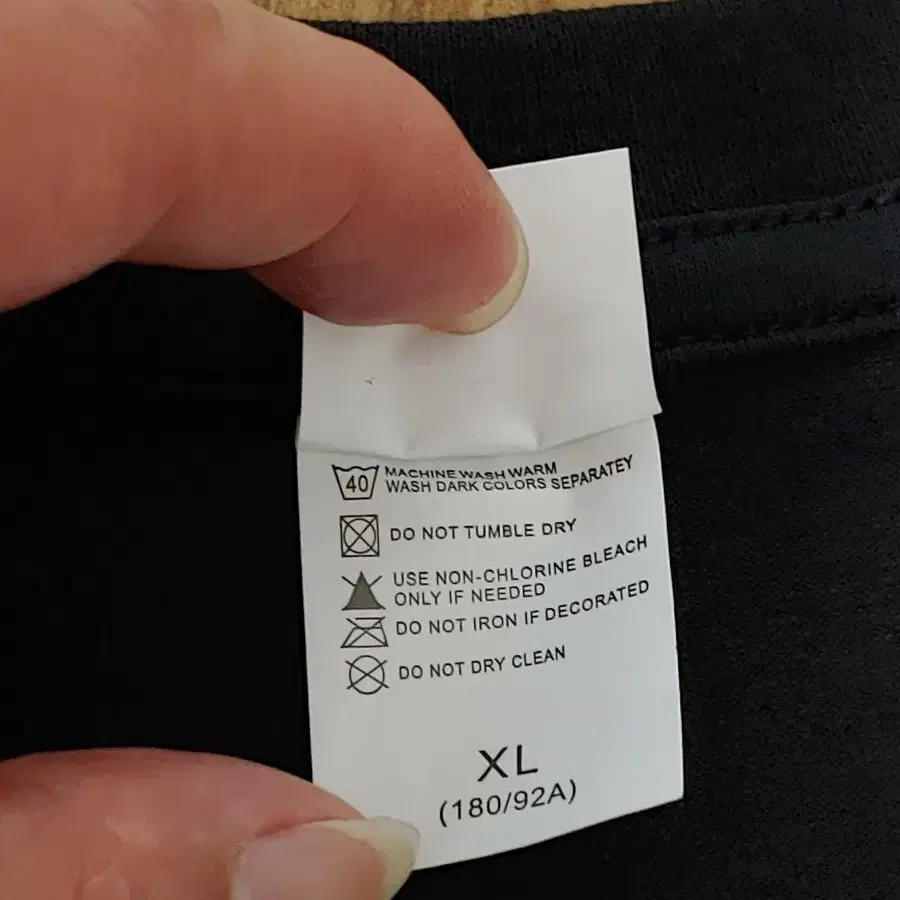 40 MACHINE WASH WARM
WASH DARK COLORS SEPARATEY
DO NOT TUMBLE DRY
USE NON-CHLORINE BLEACH
ONLY IF NEEDED
DO NOT IRON IF DECORATED
DO NOT DRY CLEAN
XL
(180/92A)